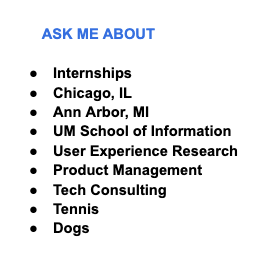 ASK ME ABOUT
● Internships
● Chicago, IL
● Ann Arbor, MI
● UM School of Information
● User Experience Research
● Product Management
● Tech Consulting
● Tennis
● Dogs